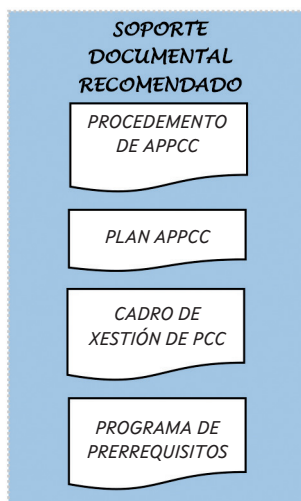 SOPORTE
DOCUMENTAL
RECOMENDADO
PROCEDEMENTO
DE APPCC
PLAN APPCC
CADRO DE
XESTIÓN DE PCC
PROGRAMA DE
PRERREQUISITOS